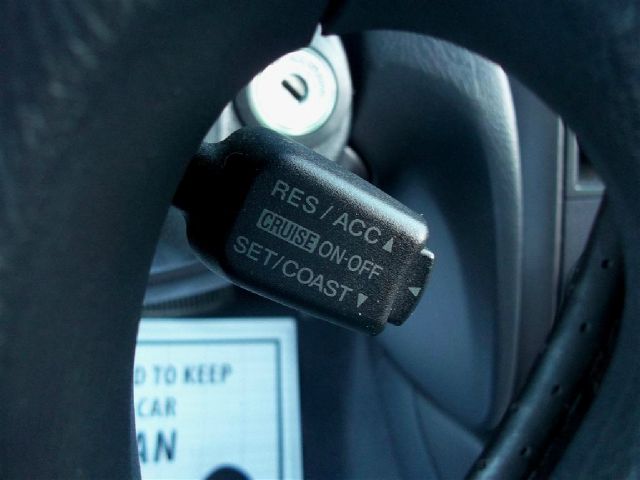 RES / ACC ▲
CRUISE ON-OFF ◄
SET/COAST ▼
D TO KEEP
CAR
AN